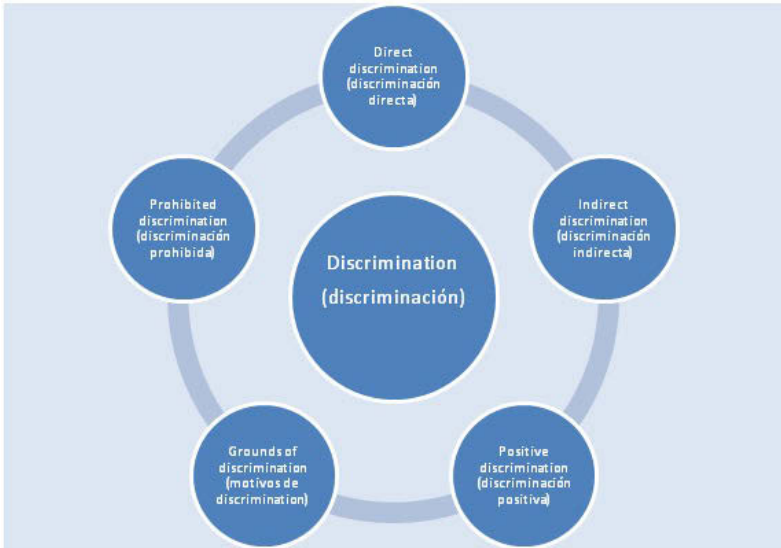 Direct
discrimination
(discriminación
directa)
Prohibited
discrimination
(discriminación
prohibida)
Indirect
discrimination
(discriminación
indirecta)
Discrimination
(discriminación)
Grounds of
discrimination
(motivos de
discrimination)
Positive
discrimination
(discriminación
positiva)